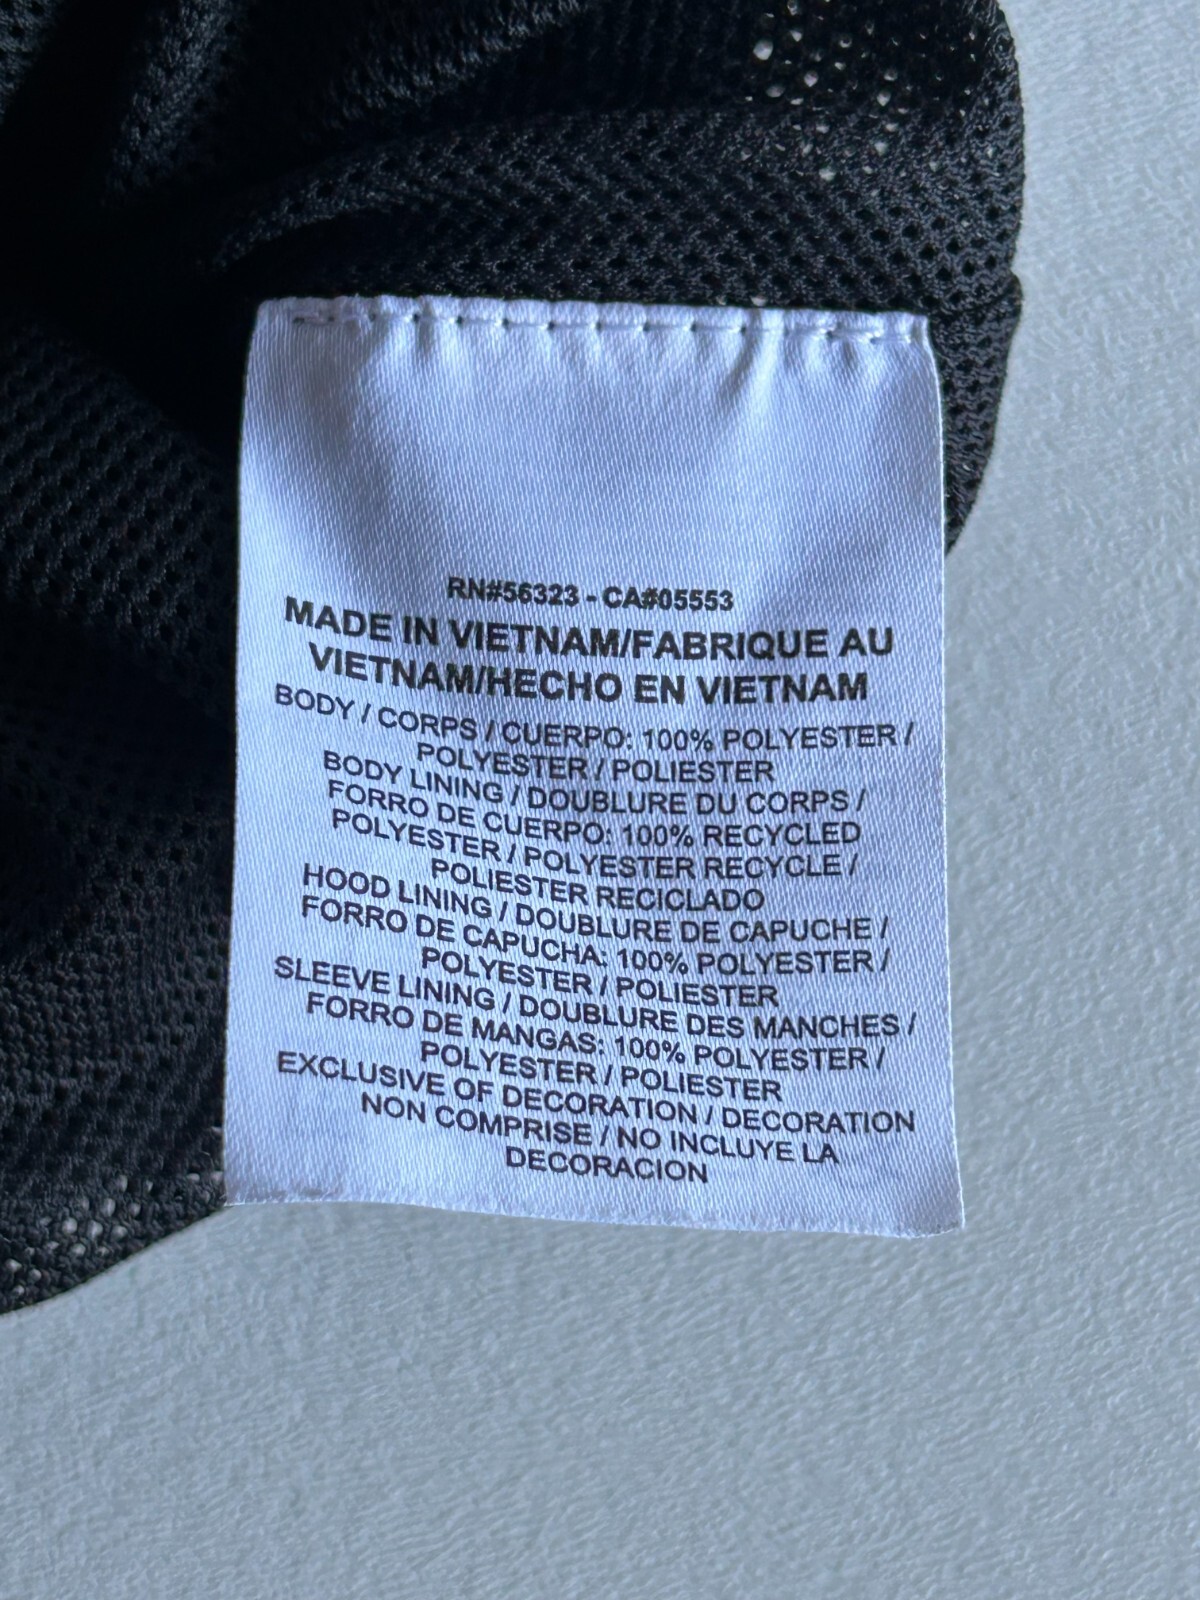 RN#56323 - CA#05553
MADE IN VIETNAM/FABRIQUE AU
VIETNAM/HECHO EN VIETNAM
BODY / CORPS / CUERPO: 100% POLYESTER /
POLYESTER / POLIESTER
BODY LINING / DOUBLURE DU CORPS /
FORRO DE CUERPO: 100% RECYCLED
POLYESTER / POLYESTER RECYCLE /
POLIESTER RECICLADO
HOOD LINING / DOUBLURE DE CAPUCHE /
FORRO DE CAPUCHA: 100% POLYESTER /
POLYESTER / POLIESTER
SLEEVE LINING / DOUBLURE DES MANCHES /
FORRO DE MANGAS: 100% POLYESTER /
POLYESTER / POLIESTER
EXCLUSIVE OF DECORATION / DECORATION
NON COMPRISE / NO INCLUYE LA
DECORACION